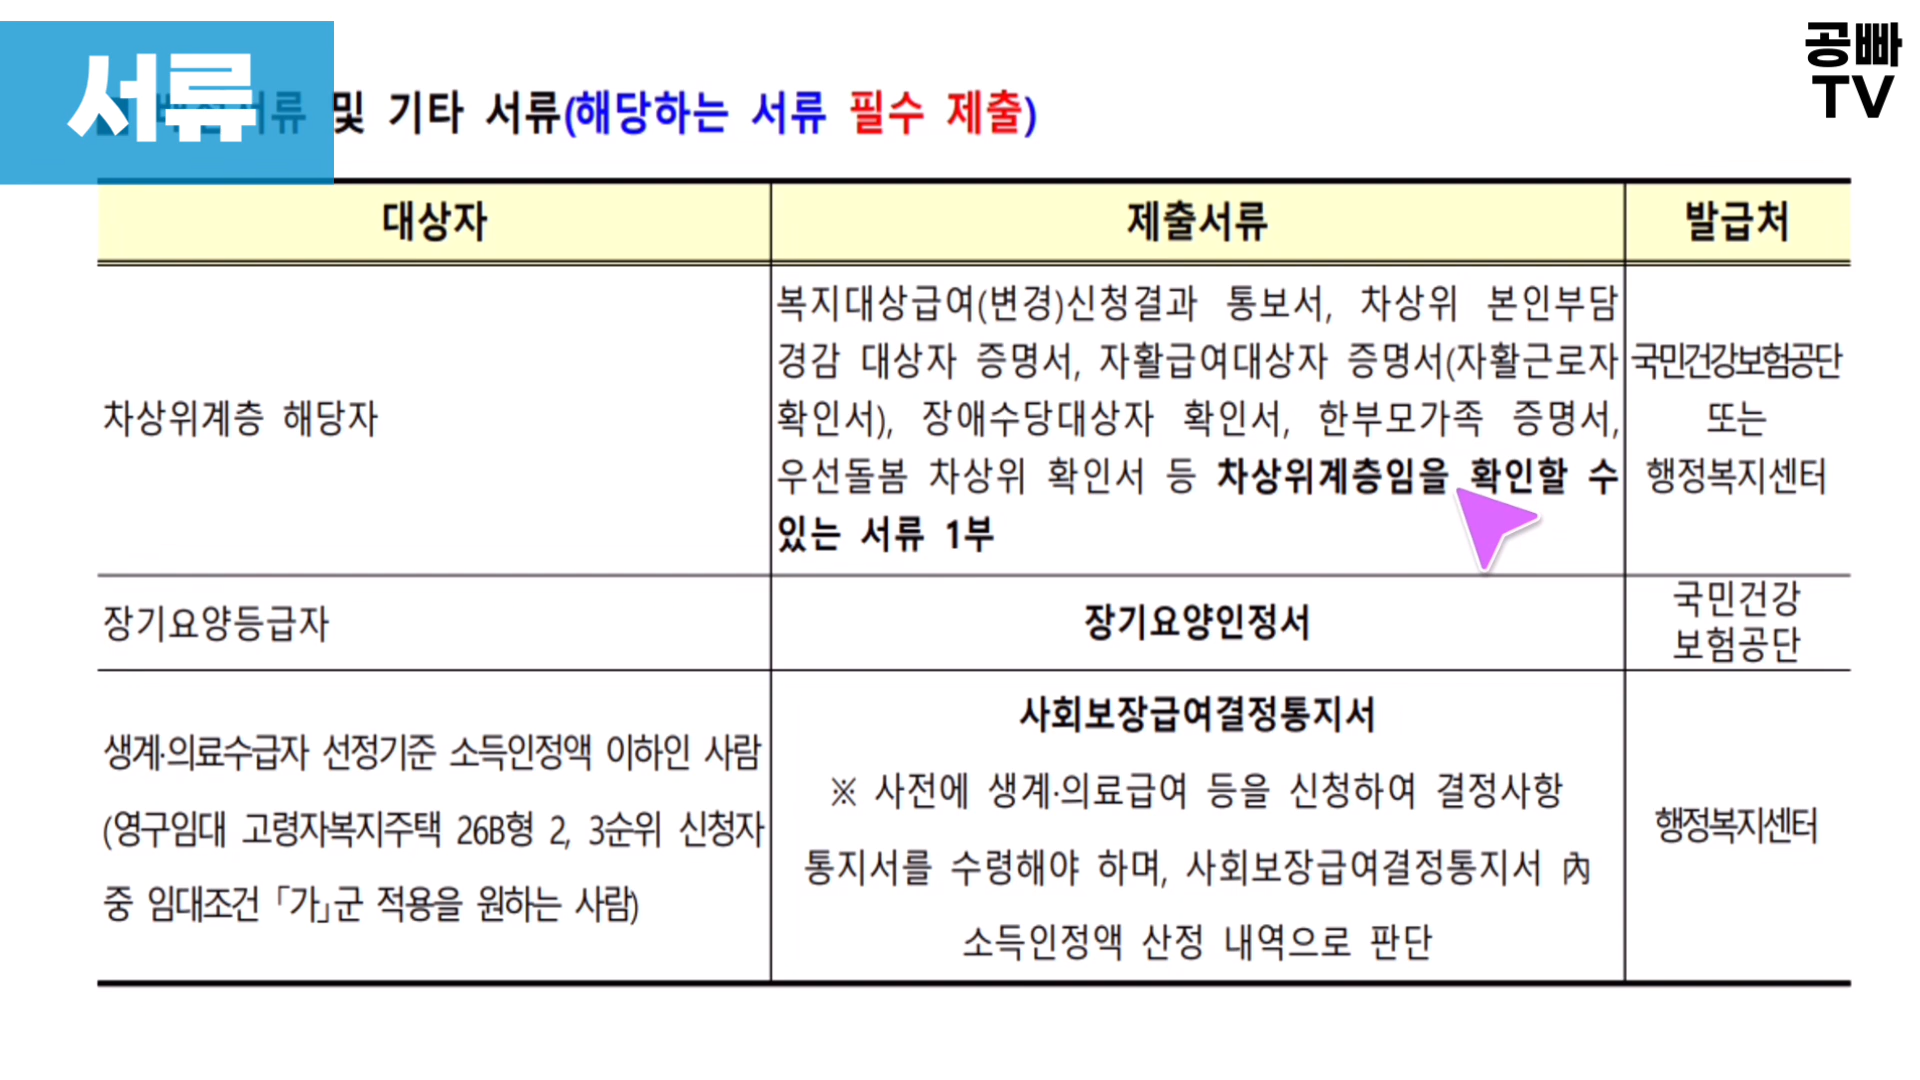 서류
공빠
TV
및 기타 서류(해당하는 서류 필수 제출)
대상자
제출서류
발급처
차상위계층 해당자
복지대상급여(변경)신청결과 통보서, 차상위 본인부담
경감 대상자 증명서, 자활급여대상자 증명서(자활근로자
확인서), 장애수당대상자 확인서, 한부모가족 증명서,
우선돌봄 차상위 확인서 등 차상위계층임을 확인할 수
있는 서류 1부
국민건강보험공단
또는
행정복지센터
장기요양등급자
장기요양인정서
국민건강
보험공단
생계·의료수급자 선정기준 소득인정액 이하인 사람
(영구임대 고령자복지주택 26B형 2, 3순위 신청자
중 임대조건 「가」군 적용을 원하는 사람)
사회보장급여결정통지서
※ 사전에 생계·의료급여 등을 신청하여 결정사항
통지서를 수령해야 하며, 사회보장급여결정통지서 內
소득인정액 산정 내역으로 판단
행정복지센터